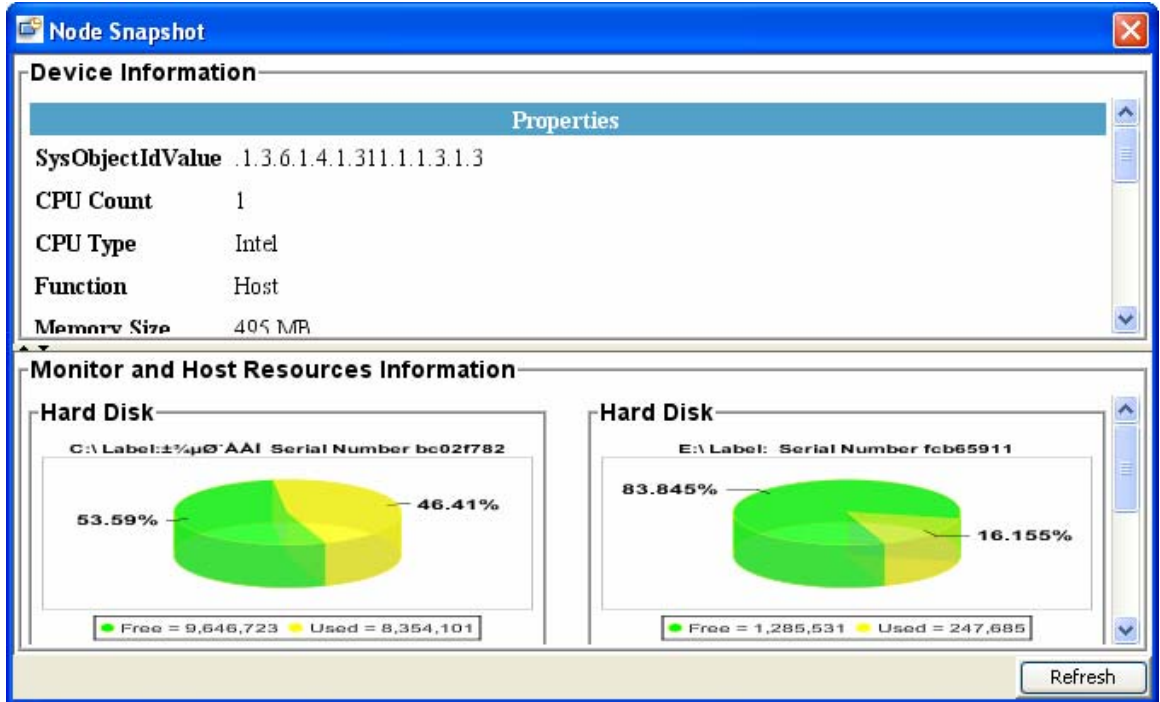 Node Snapshot
Device Information
Properties
SysObjectIdValue .1.3.6.1.4.1.311.1.1.3.1.3
CPU Count 1
CPU Type Intel
Function Host
Memory Size 495 MB
Monitor and Host Resources Information
Hard Disk
C:\ Label:±¾µØ´ÅÅÌ Serial Number bc02f782
53.59%
46.41%
Free = 9,646,723 Used = 8,354,101
Hard Disk
E:\ Label: Serial Number fcb65911
83.845%
16.155%
Free = 1,285,531 Used = 247,685
Refresh